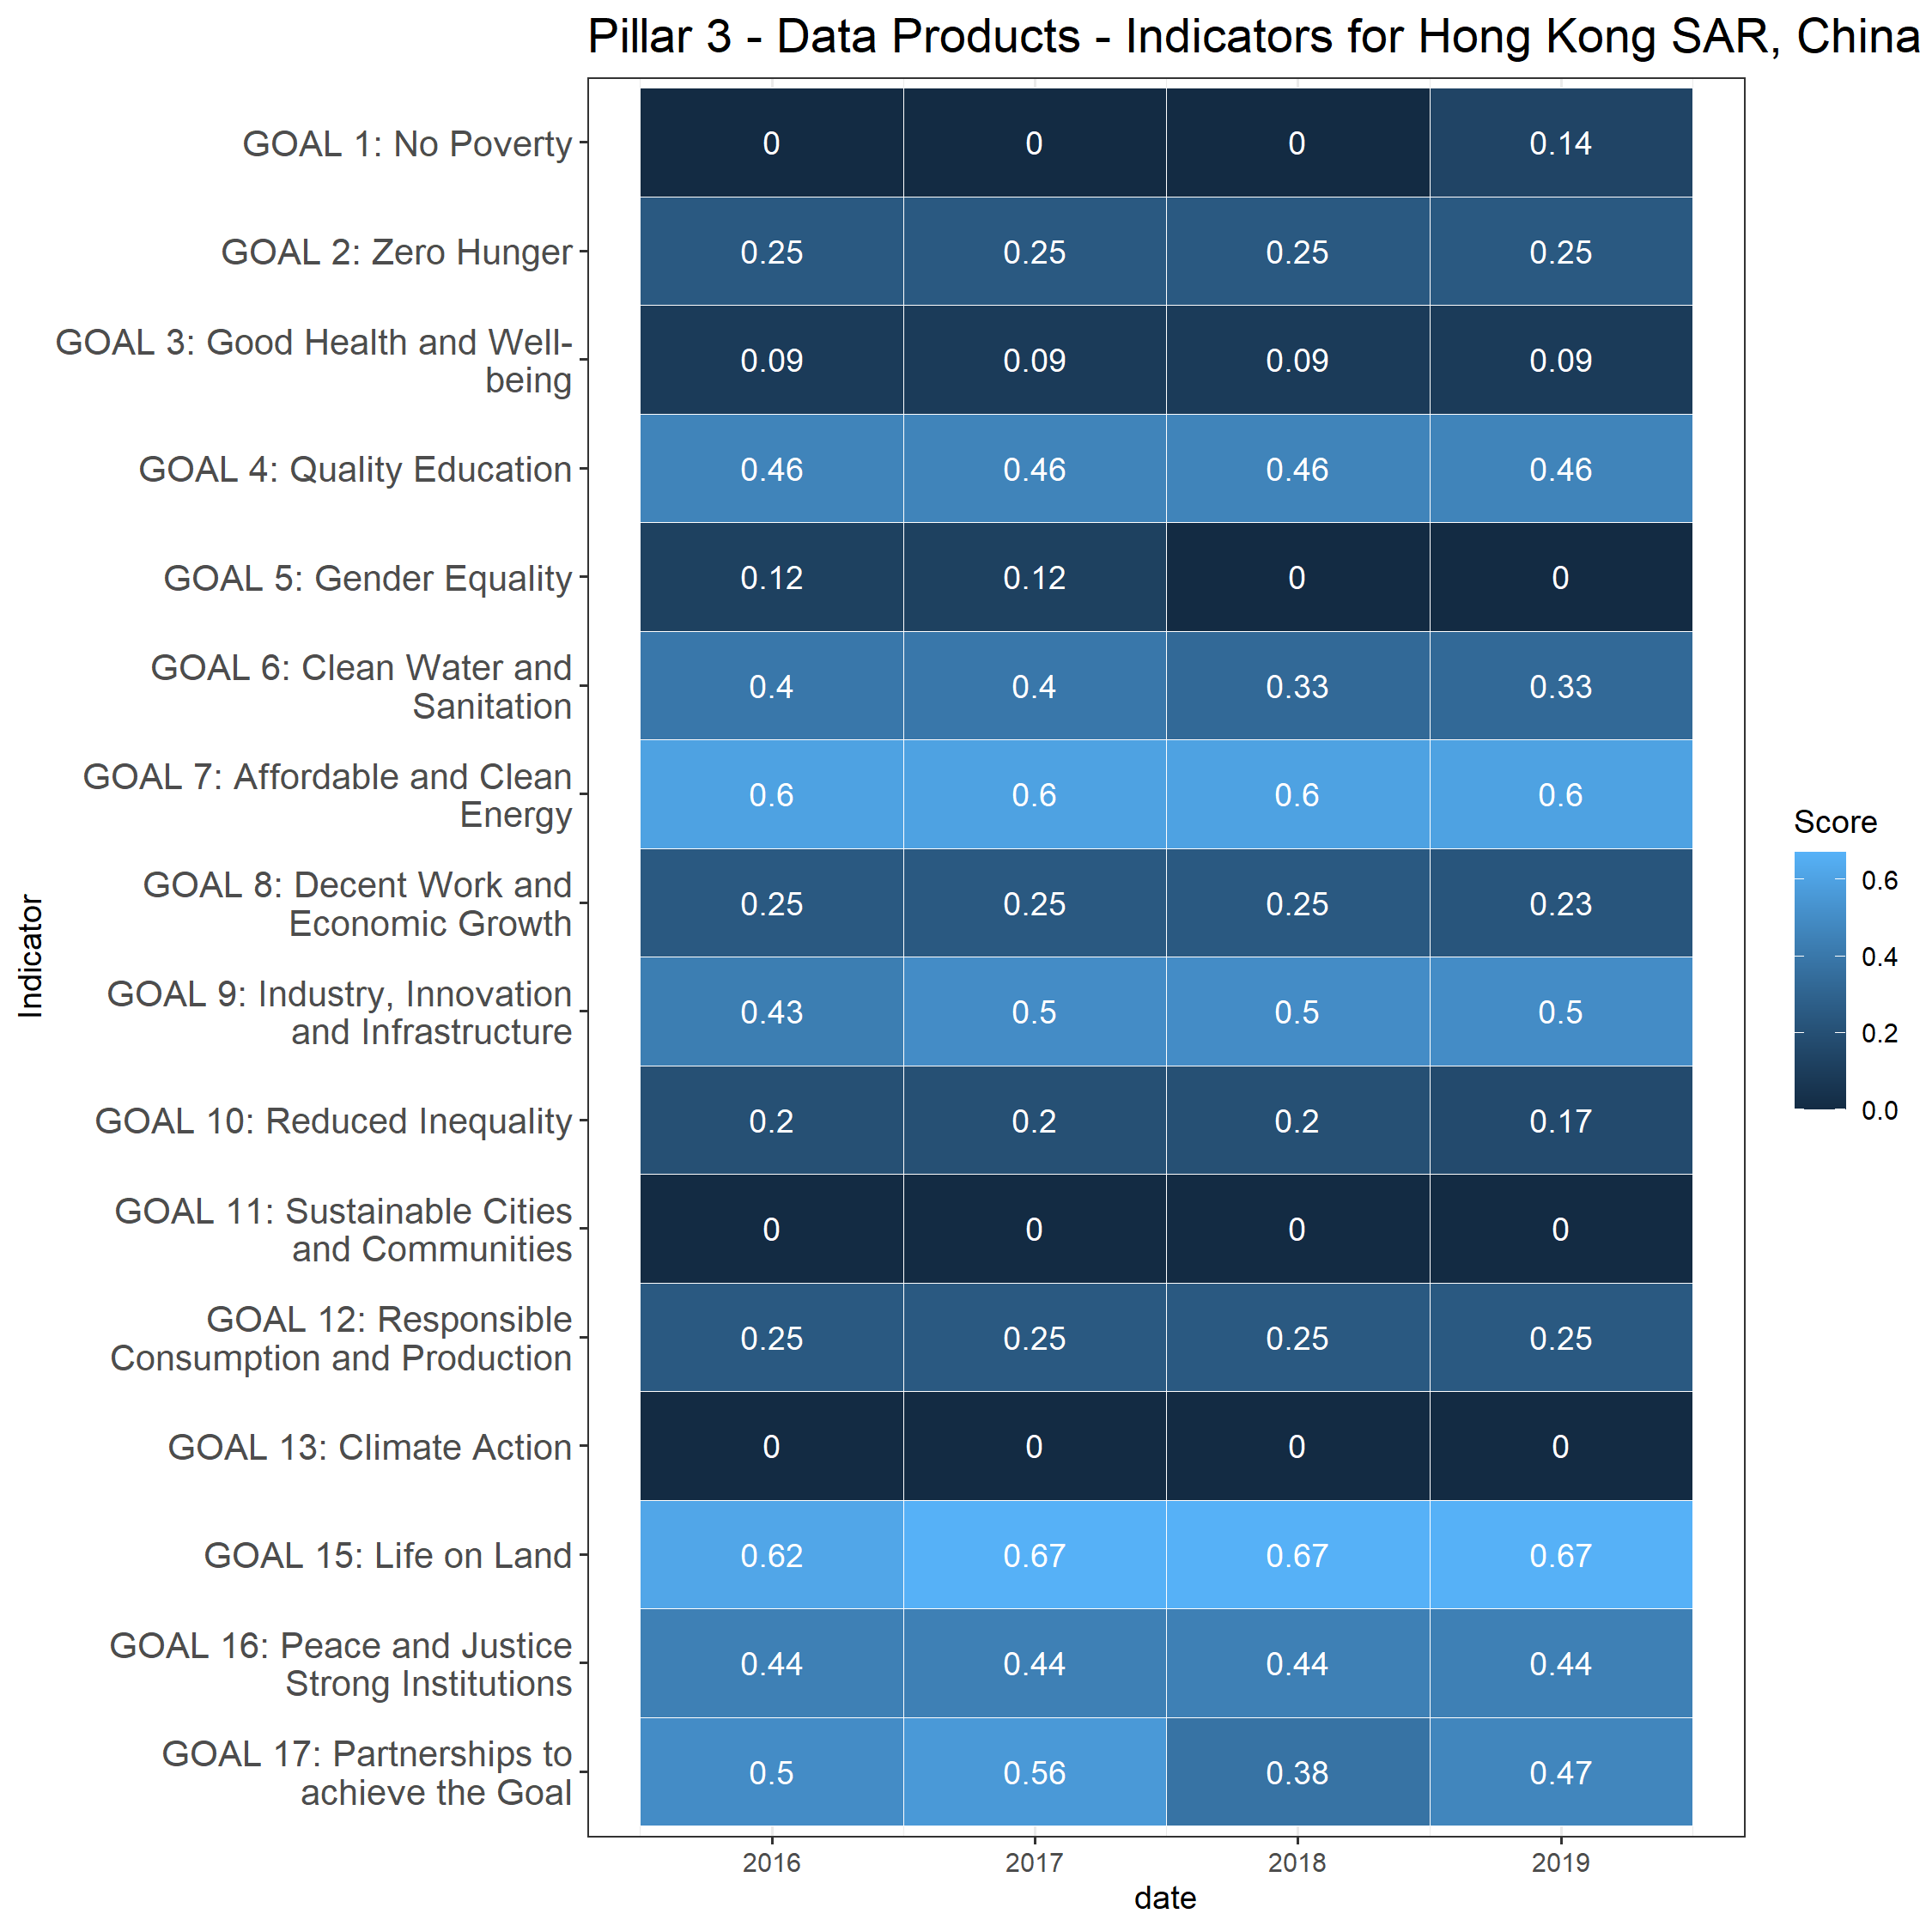 Pillar 3 - Data Products - Indicators for Hong Kong SAR, China
GOAL 1: No Poverty
0 0 0 0.14
GOAL 2: Zero Hunger
0.25 0.25 0.25 0.25
GOAL 3: Good Health and Well-
being
0.09 0.09 0.09 0.09
GOAL 4: Quality Education
0.46 0.46 0.46 0.46
GOAL 5: Gender Equality
0.12 0.12 0 0
GOAL 6: Clean Water and
Sanitation
0.4 0.4 0.33 0.33
GOAL 7: Affordable and Clean
Energy
0.6 0.6 0.6 0.6
GOAL 8: Decent Work and
Economic Growth
0.25 0.25 0.25 0.23
GOAL 9: Industry, Innovation
and Infrastructure
0.43 0.5 0.5 0.5
GOAL 10: Reduced Inequality
0.2 0.2 0.2 0.17
GOAL 11: Sustainable Cities
and Communities
0 0 0 0
GOAL 12: Responsible
Consumption and Production
0.25 0.25 0.25 0.25
GOAL 13: Climate Action
0 0 0 0
GOAL 15: Life on Land
0.62 0.67 0.67 0.67
GOAL 16: Peace and Justice
Strong Institutions
0.44 0.44 0.44 0.44
GOAL 17: Partnerships to
achieve the Goal
0.5 0.56 0.38 0.47
2016 2017 2018 2019
date
Indicator
Score
0.6
0.4
0.2
0.0